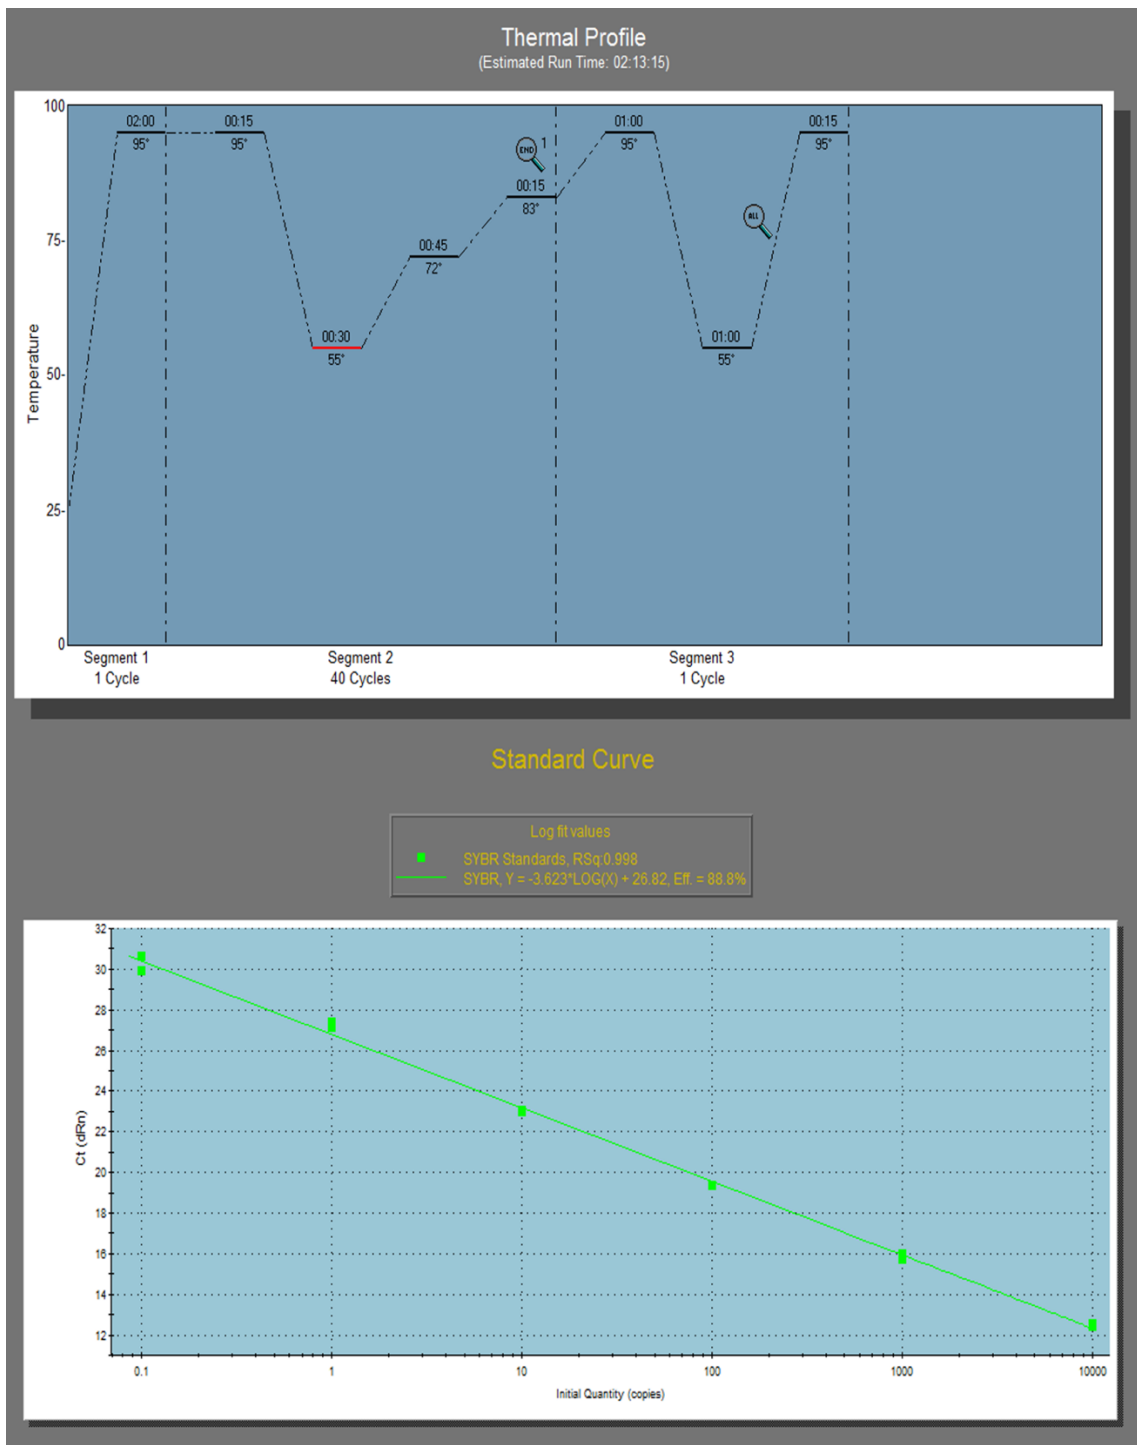 Thermal Profile
(Estimated Run Time: 02:13:15)
100
02:00
00:15
01:00
00:15
95°
95°
END
1
95°
95°
00:15
83°
ALL
75-
00:45
72°
00:30
01:00
55°
55°
50-
Temperature
25-
0
Segment 1
Segment 2
Segment 3
1 Cycle
40 Cycles
1 Cycle
Standard Curve
Log fit values
SYBR Standards, RSq:0.998
SYBR, Y = -3.623*LOG(X) + 26.82, Eff. = 88.8%
32
30
28
26
24
22
20
18
16
14
12
Ct (dRn)
0.1
1
10
100
1000
10000
Initial Quantity (copies)